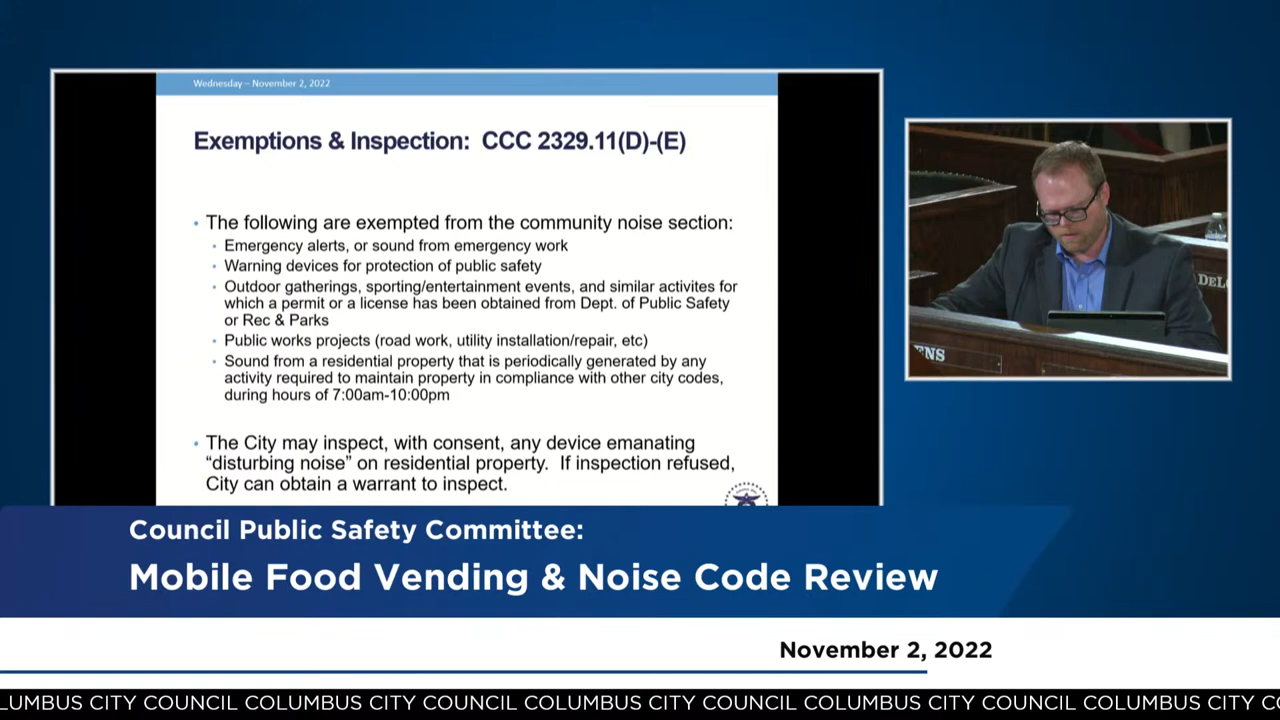 Wednesday – November 2, 2022
Exemptions & Inspection: CCC 2329.11(D)-(E)
• The following are exempted from the community noise section:
• Emergency alerts, or sound from emergency work
• Warning devices for protection of public safety
• Outdoor gatherings, sporting/entertainment events, and similar activites for
which a permit or a license has been obtained from Dept. of Public Safety
or Rec & Parks
• Public works projects (road work, utility installation/repair, etc)
• Sound from a residential property that is periodically generated by any
activity required to maintain property in compliance with other city codes,
during hours of 7:00am-10:00pm
• The City may inspect, with consent, any device emanating
“disturbing noise” on residential property. If inspection refused,
City can obtain a warrant to inspect.
DELO
ENS
Council Public Safety Committee:
Mobile Food Vending & Noise Code Review
November 2, 2022
LUMBUS CITY COUNCIL COLUMBUS CITY COUNCIL COLUMBUS CITY COUNCIL COLUMBUS CITY COUNCIL COLUMBUS CITY C